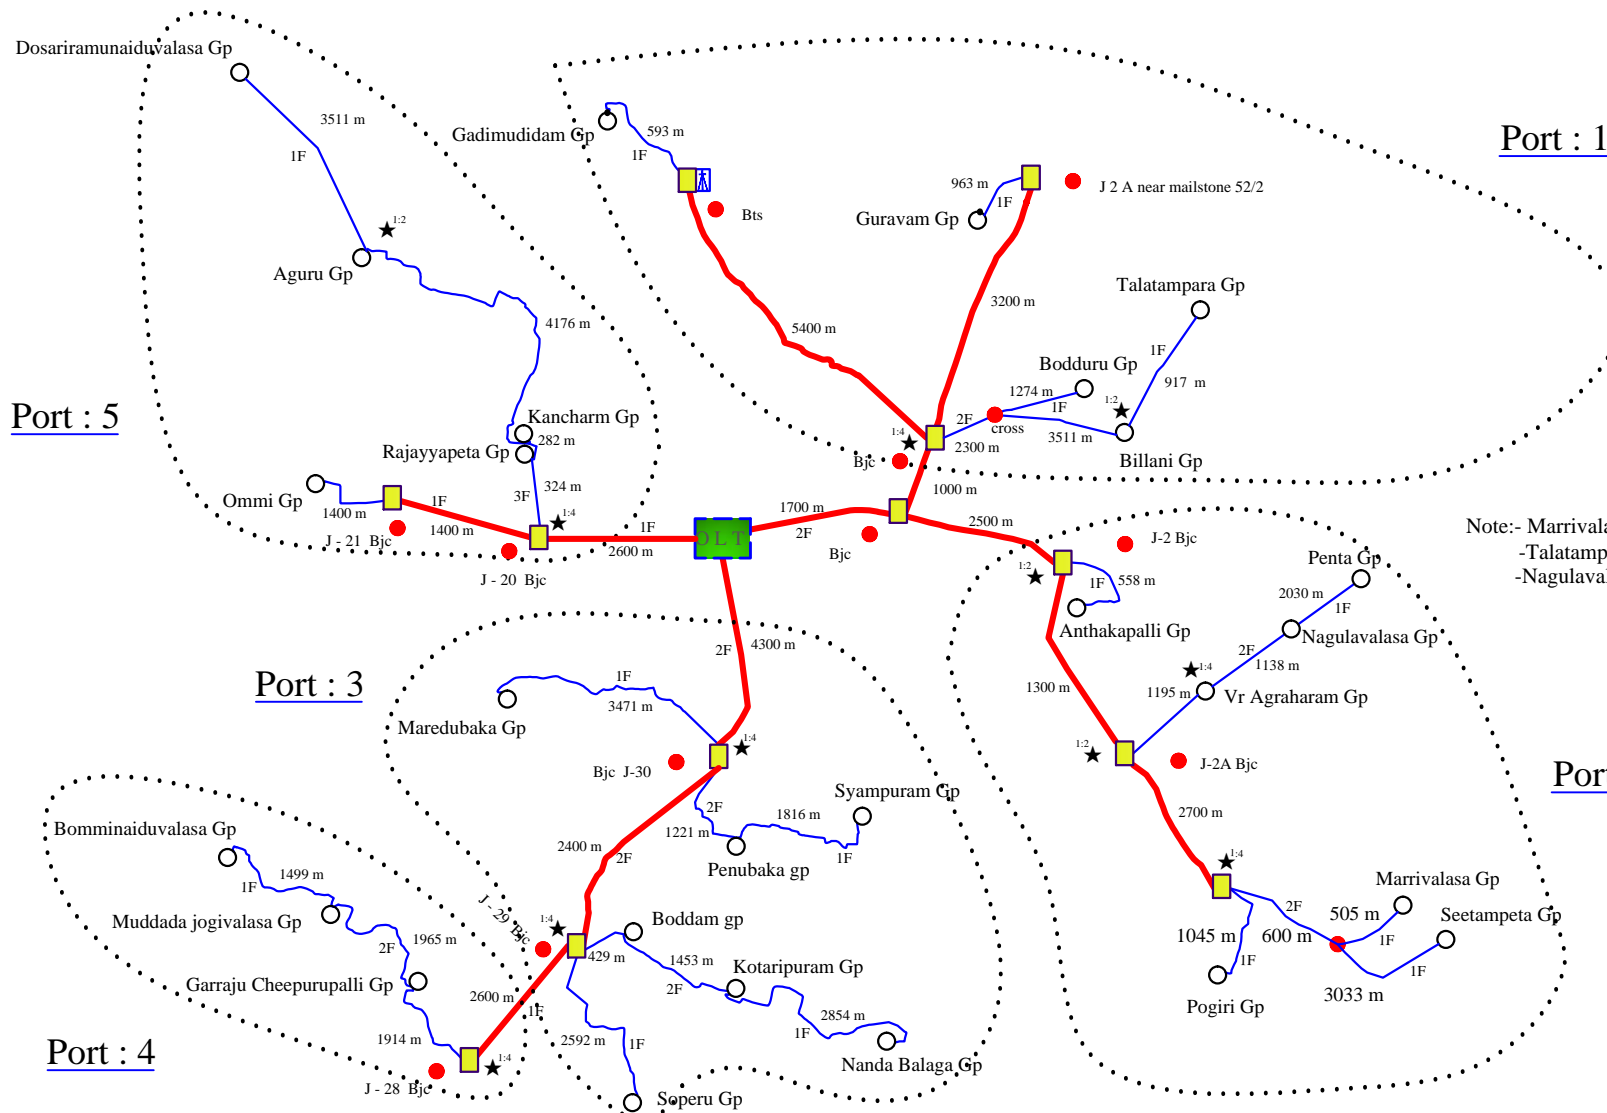 Dosariramunaiduvalasa Gp
3511 m
1F
1:2
Aguru Gp
4176 m
Port : 5
Kancharm Gp
282 m
Rajayyapeta Gp
Ommi Gp
324 m
3F
1400 m
1F
1400 m
J - 21 Bjc
1:4
J - 20 Bjc
1F
2600 m
OLT
Gadimudidam Gp
593 m
1F
Bts
5400 m
Port : 1
963 m
1F
Guravam Gp
J 2 A near mailstone 52/2
3200 m
Talatampara Gp
1F
917 m
Bodduru Gp
1274 m
1F
1:2
2F
cross
2300 m
3511 m
Billani Gp
1:4
Bjc
1000 m
1700 m
2F
Bjc
2500 m
J-2 Bjc
Note:- Marrivala
-Talatamp
-Nagulaval
1:2
1F
558 m
Anthakapalli Gp
Penta Gp
2030 m
1F
Nagulavalasa Gp
2F
1138 m
1:4
1195 m
Vr Agraharam Gp
1300 m
1:2
J-2A Bjc
Port
2700 m
1:4
Marrivalasa Gp
2F
505 m
Seetampeta Gp
1045 m
600 m
1F
1F
1F
3033 m
Pogiri Gp
4300 m
2F
Port : 3
1F
3471 m
Maredubaka Gp
1:4
Bjc J-30
Syampuram Gp
2F
1816 m
1221 m
1F
Penubaka gp
2400 m
2F
J - 29 Bjc
1:4
Boddam gp
429 m
1453 m
2F
Kotaripuram Gp
2854 m
1F
Nanda Balaga Gp
2600 m
1F
2592 m
1F
Soperu Gp
Bomminaiduvalasa Gp
1F
1499 m
Muddada jogivalasa Gp
1965 m
2F
Garraju Cheepurupalli Gp
1914 m
Port : 4
1:4
J - 28 Bjc